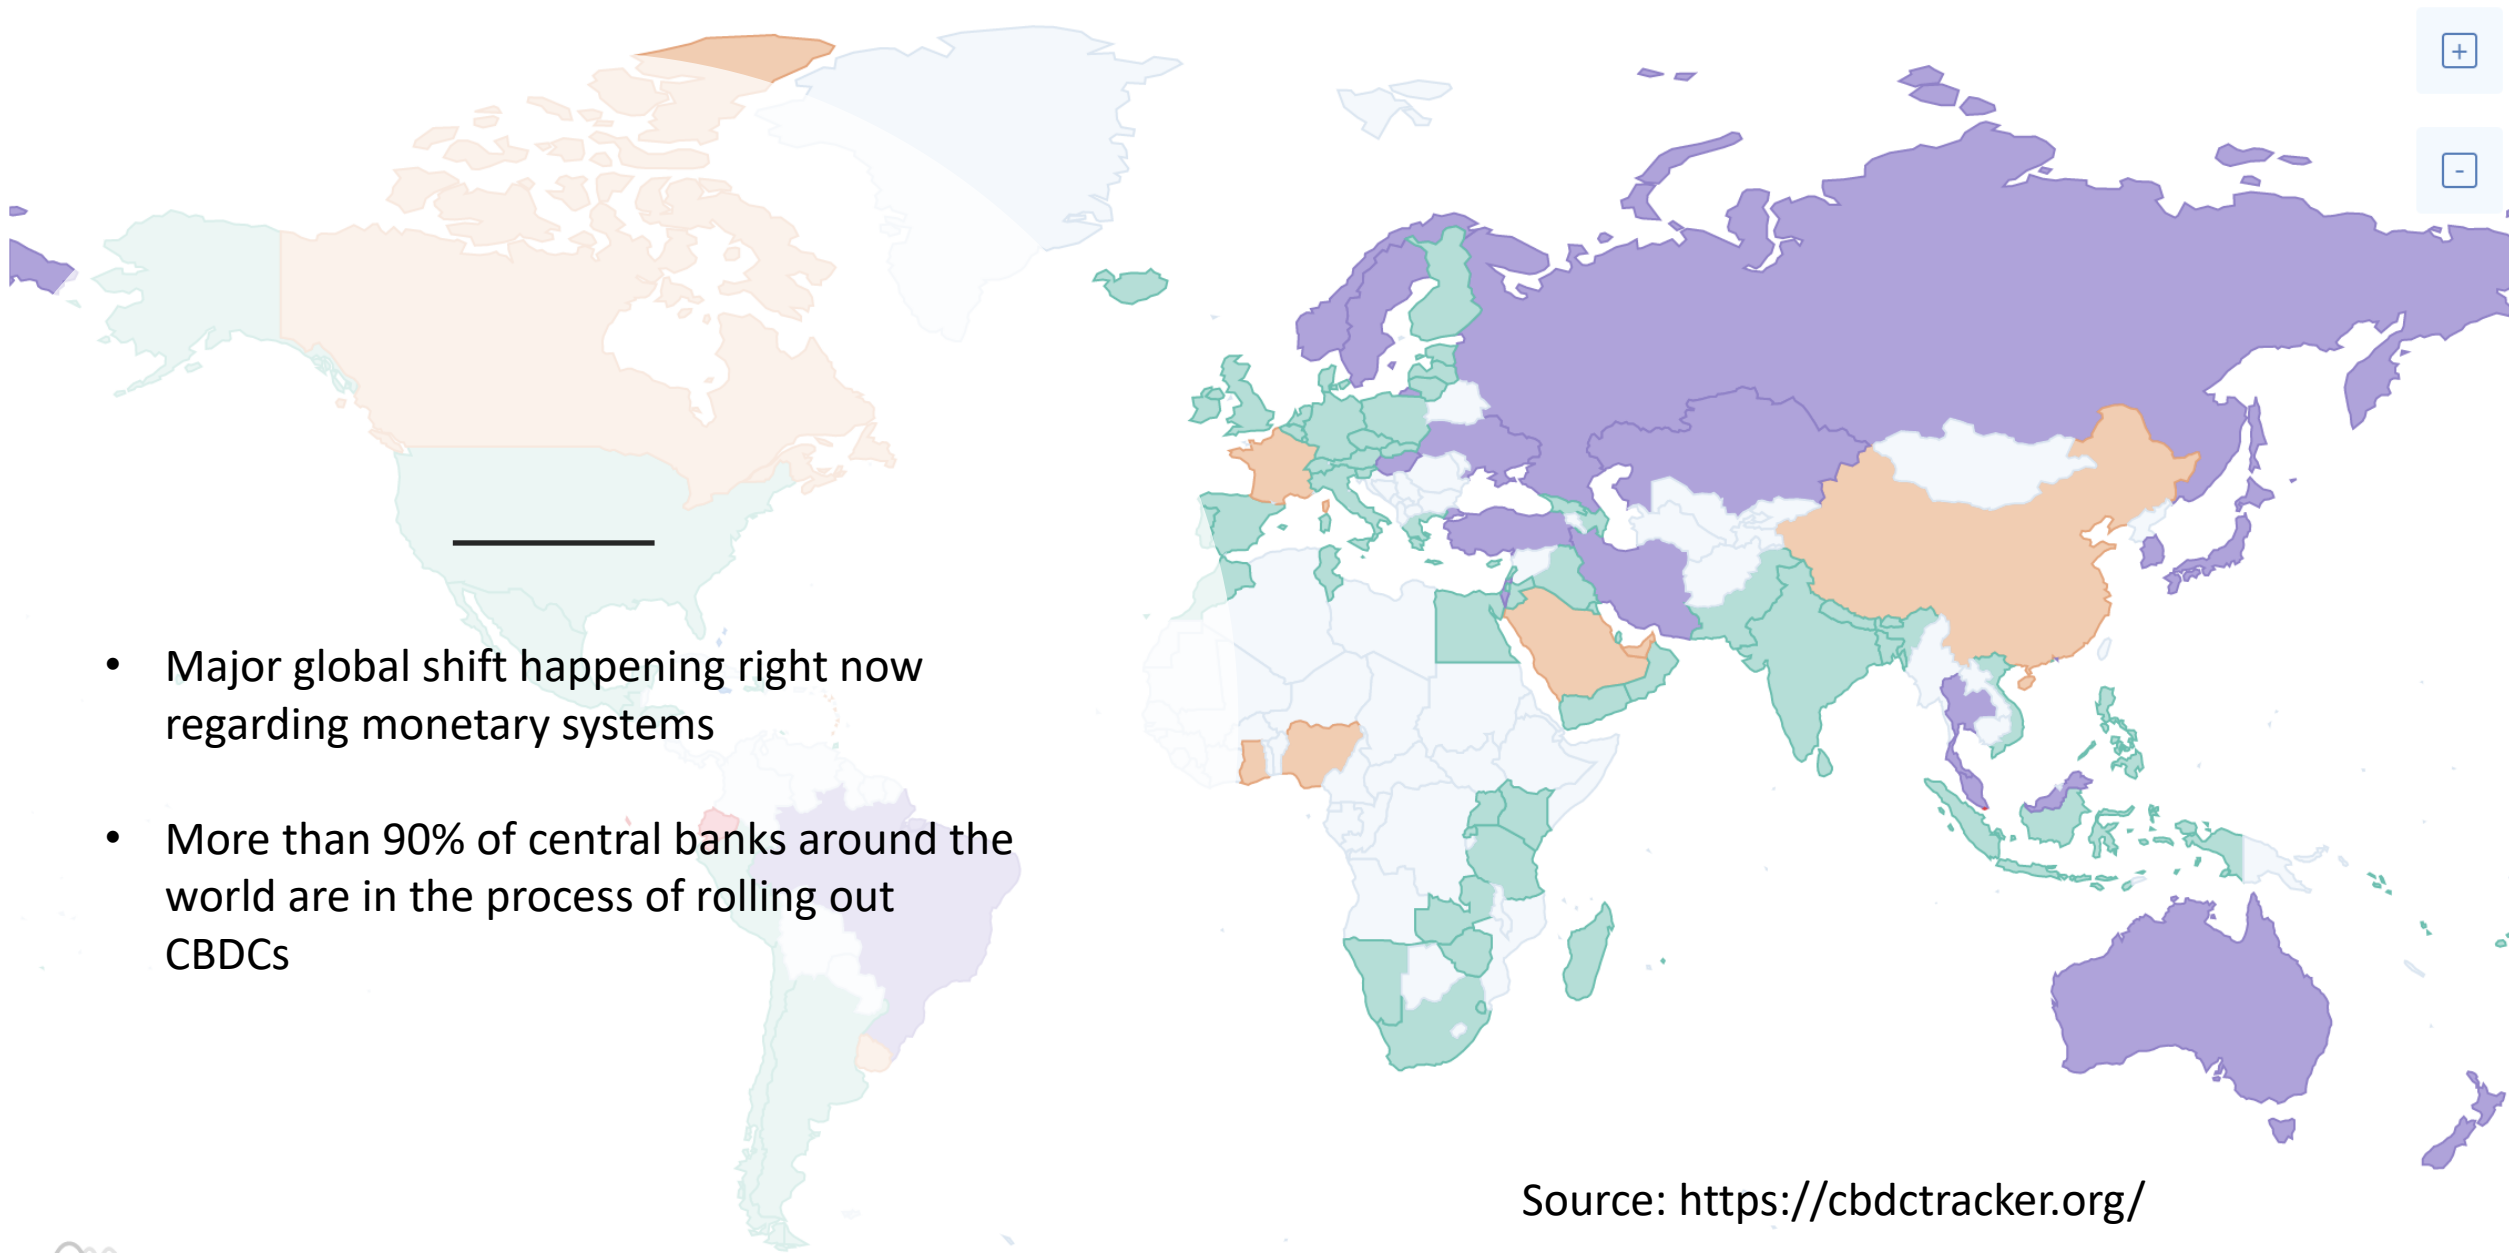 +
-
• Major global shift happening right now
regarding monetary systems
• More than 90% of central banks around the
world are in the process of rolling out
CBDCs
Source: https://cbdctracker.org/